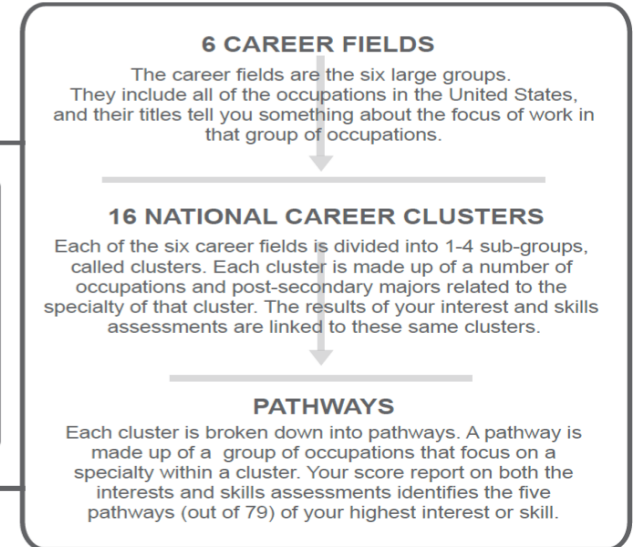 6 CAREER FIELDS
The career fields are the six large groups.
They include all of the occupations in the United States,
and their titles tell you something about the focus of work in
that group of occupations.
16 NATIONAL CAREER CLUSTERS
Each of the six career fields is divided into 1-4 sub-groups,
called clusters. Each cluster is made up of a number of
occupations and post-secondary majors related to the
specialty of that cluster. The results of your interest and skills
assessments are linked to these same clusters.
PATHWAYS
Each cluster is broken down into pathways. A pathway is
made up of a group of occupations that focus on a
specialty within a cluster. Your score report on both the
interests and skills assessments identifies the five
pathways (out of 79) of your highest interest or skill.